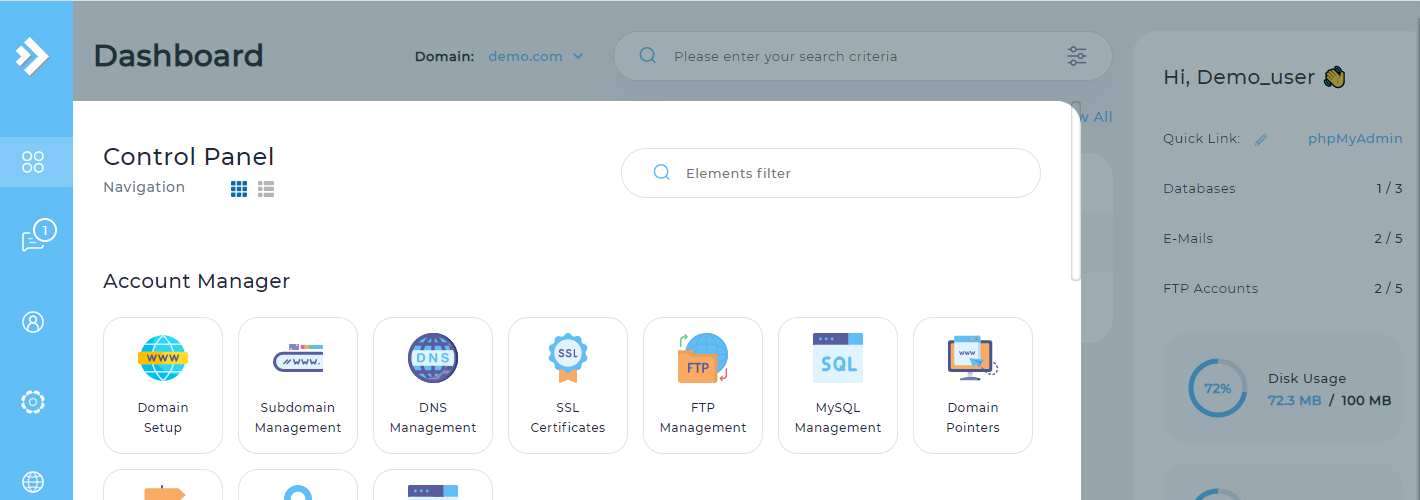 Dashboard
Domain: demo.com
Please enter your search criteria
Hi, Demo_user
w All
Control Panel
Navigation
Elements filter
Quick Link: phpMyAdmin
Databases 1 / 3
E-Mails 2 / 5
FTP Accounts 2 / 5
1
Account Manager
WWW
WWW.
DNS
SSL
FTP
SQL
WWW
Domain
Setup
Subdomain
Management
DNS
Management
SSL
Certificates
FTP
Management
MySQL
Management
Domain
Pointers
72%
Disk Usage
72.3 MB / 100 MB